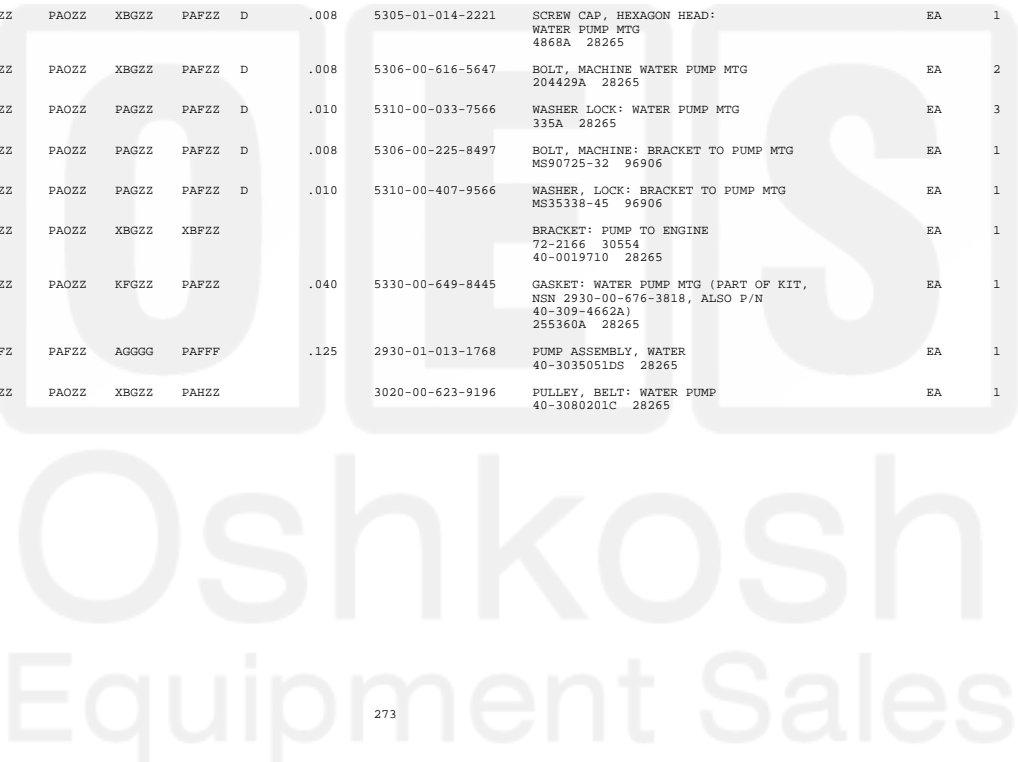 ZZ PAOZZ XBGZZ PAFZZ D .008 5305-01-014-2221 SCREW CAP, HEXAGON HEAD: EA 1
WATER PUMP MTG
4868A 28265
ZZ PAOZZ XBGZZ PAFZZ D .008 5306-00-616-5647 BOLT, MACHINE WATER PUMP MTG EA 2
204429A 28265
ZZ PAOZZ PAGZZ PAFZZ D .010 5310-00-033-7566 WASHER LOCK: WATER PUMP MTG EA 3
335A 28265
ZZ PAOZZ PAGZZ PAFZZ D .008 5306-00-225-8497 BOLT, MACHINE: BRACKET TO PUMP MTG EA 1
MS90725-32 96906
ZZ PAOZZ PAGZZ PAFZZ D .010 5310-00-407-9566 WASHER, LOCK: BRACKET TO PUMP MTG EA 1
MS35338-45 96906
ZZ PAOZZ XBGZZ XBFZZ BRACKET: PUMP TO ENGINE EA 1
72-2166 30554
40-0019710 28265
ZZ PAOZZ KFGZZ PAFZZ .040 5330-00-649-8445 GASKET: WATER PUMP MTG (PART OF KIT, EA 1
NSN 2930-00-676-3818, ALSO P/N
40-309-4662A)
255360A 28265
FZ PAFZZ AGGGG PAFFF .125 2930-01-013-1768 PUMP ASSEMBLY, WATER EA 1
40-3035051DS 28265
ZZ PAOZZ XBGZZ PAHZZ 3020-00-623-9196 PULLEY, BELT: WATER PUMP EA 1
40-3080201C 28265
OES
Oshkosh
Equipment Sales
273